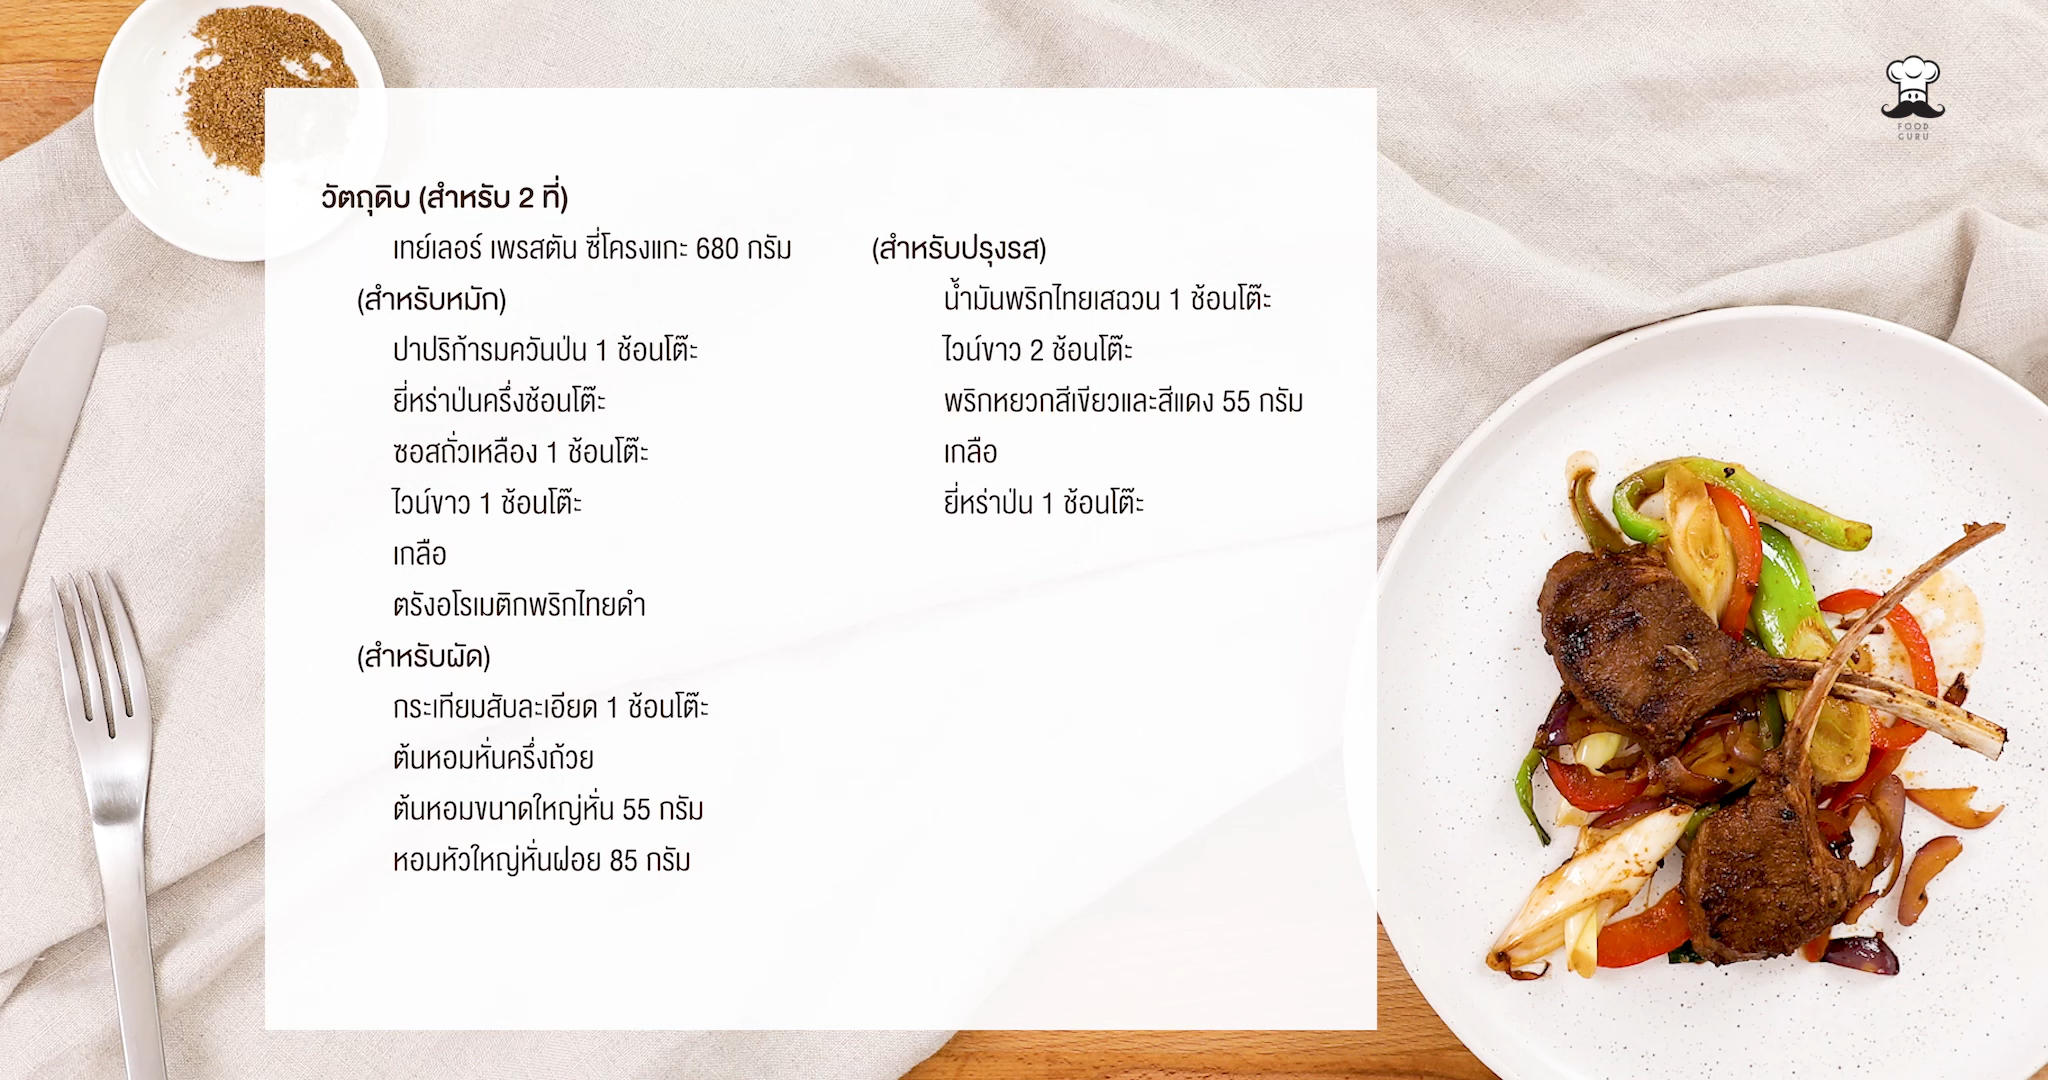 วัตถุดิบ (สำหรับ 2 ที่)
เทย์เลอร์ เพรสตัน ซี่โครงแกะ 680 กรัม
(สำหรับหมัก)
ปาปริก้ารมควันป่น 1 ช้อนโต๊ะ
ยี่หร่าป่นครึ่งช้อนโต๊ะ
ซอสถั่วเหลือง 1 ช้อนโต๊ะ
ไวน์ขาว 1 ช้อนโต๊ะ
เกลือ
ตรังอโรเมติกพริกไทยดำ
(สำหรับผัด)
กระเทียมสับละเอียด 1 ช้อนโต๊ะ
ต้นหอมหั่นครึ่งถ้วย
ต้นหอมขนาดใหญ่หั่น 55 กรัม
หอมหัวใหญ่หั่นฝอย 85 กรัม
(สำหรับปรุงรส)
น้ำมันพริกไทยเสฉวน 1 ช้อนโต๊ะ
ไวน์ขาว 2 ช้อนโต๊ะ
พริกหยวกสีเขียวและสีแดง 55 กรัม
เกลือ
ยี่หร่าป่น 1 ช้อนโต๊ะ
FOOD
GURU